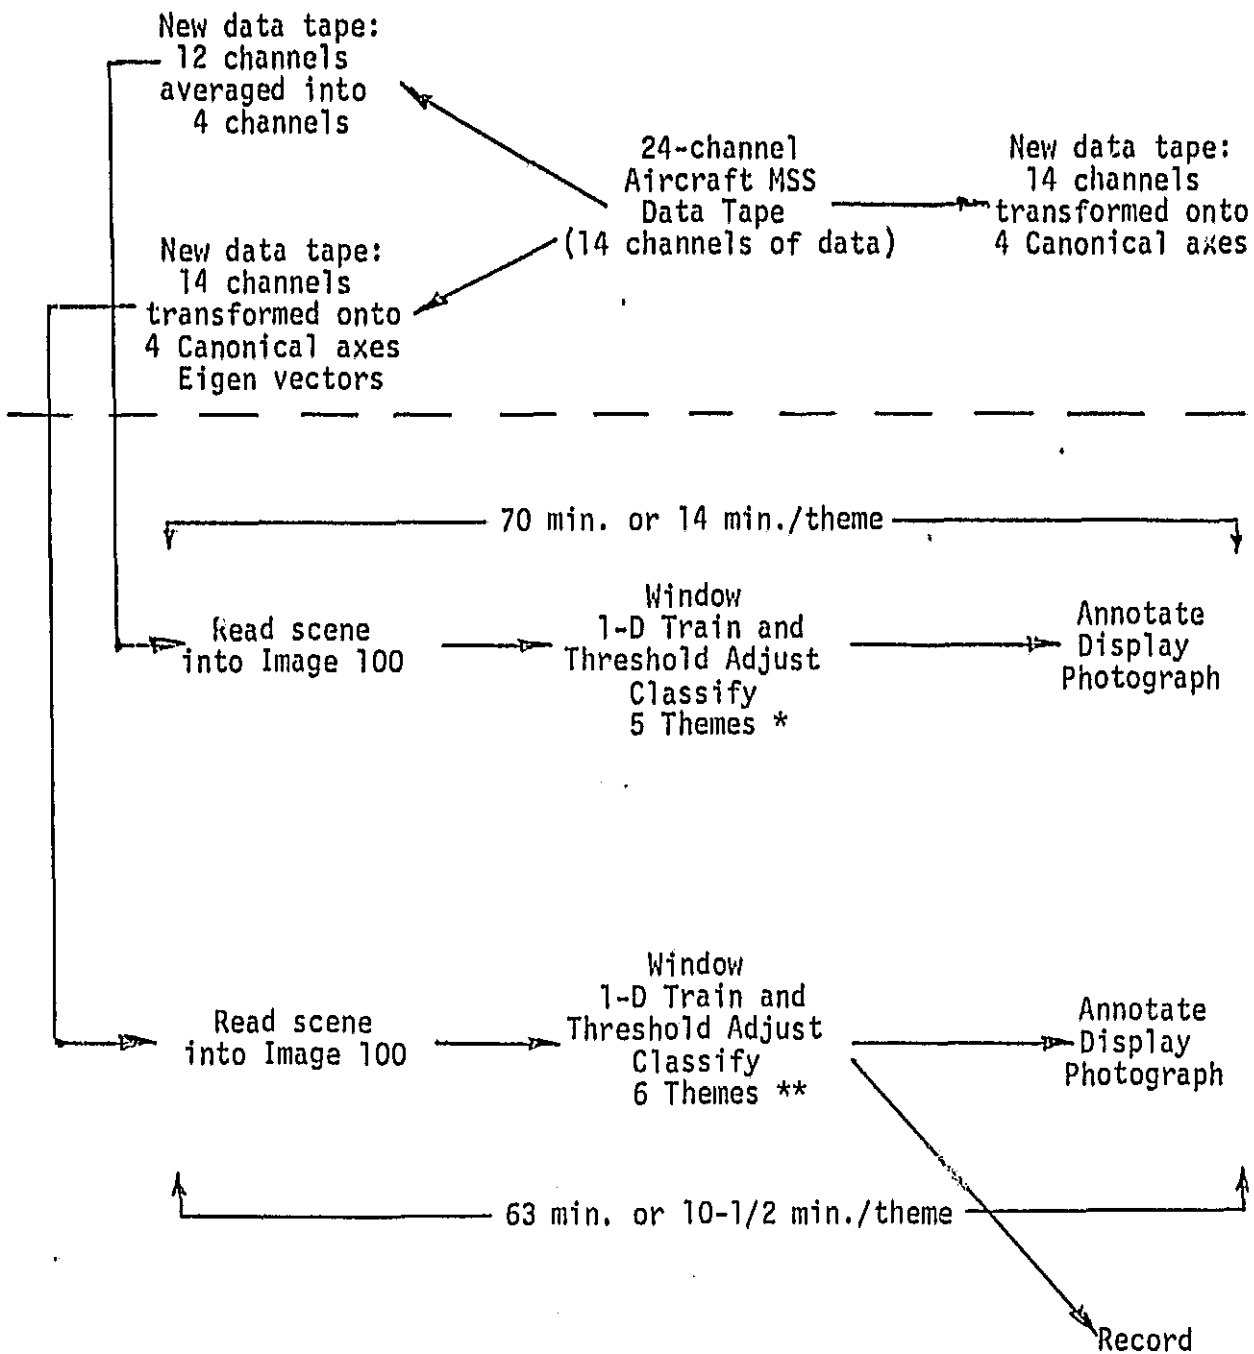 New data tape:
12 channels
averaged into
4 channels
24-channel
Aircraft MSS
Data Tape
(14 channels of data)
New data tape:
14 channels
transformed onto
4 Canonical axes
New data tape:
14 channels
transformed onto
4 Canonical axes
Eigen vectors
70 min. or 14 min./theme
Read scene
into Image 100
Window
1-D Train and
Threshold Adjust
Classify
5 Themes *
Annotate
Display
Photograph
Read scene
into Image 100
Window
1-D Train and
Threshold Adjust
Classify
6 Themes **
Annotate
Display
Photograph
63 min. or 10-1/2 min./theme
Record